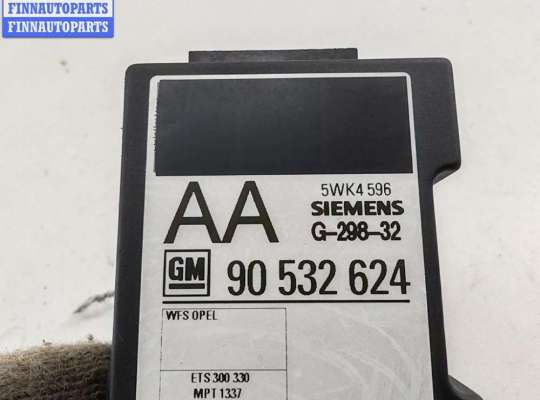 FINNAUTOPARTS
FINNAUTOPARTS
5WK4 596
AA SIEMENS
G-298-32
GM 90 532 624
WFS OPEL
ETS 300 330
MPT 1337